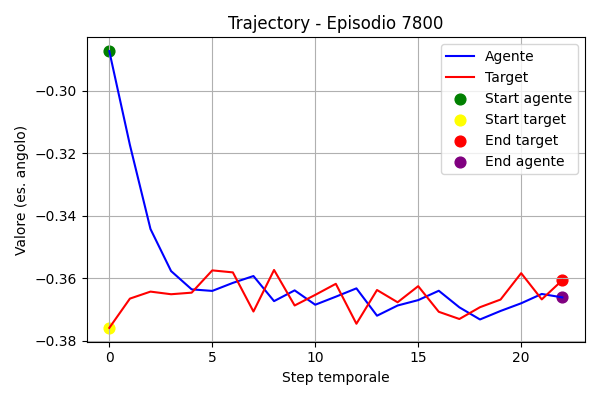 Trajectory - Episodio 7800
Agente
Target
Start agente
Start target
End target
End agente
Valore (es. angolo)
−0.30
−0.32
−0.34
−0.36
−0.38
0
5
10
15
20
Step temporale